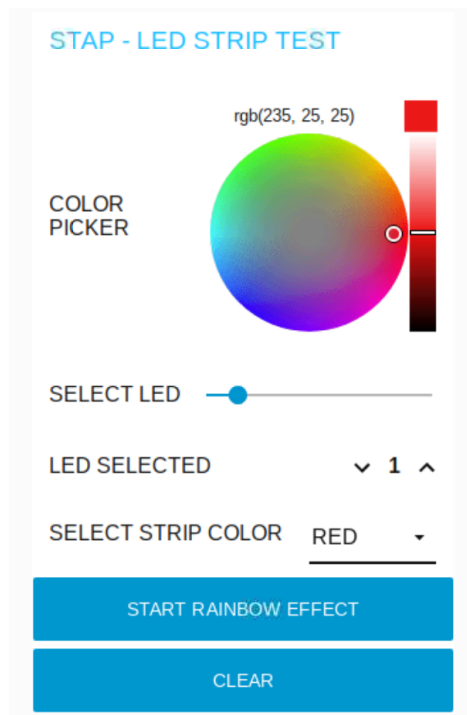 STAP - LED STRIP TEST
rgb(235, 25, 25)
COLOR
PICKER
SELECT LED
LED SELECTED 1
SELECT STRIP COLOR RED
START RAINBOW EFFECT
CLEAR